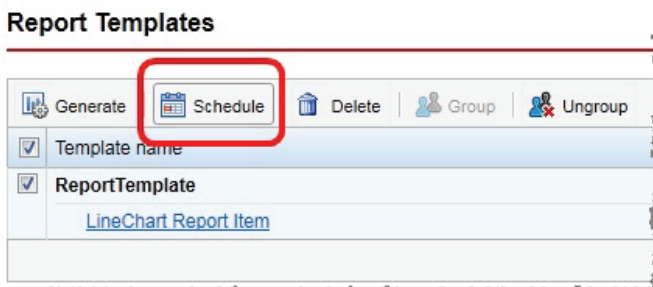 Report Templates
Generate Schedule Delete Group Ungroup
Template name
ReportTemplate
LineChart Report Item